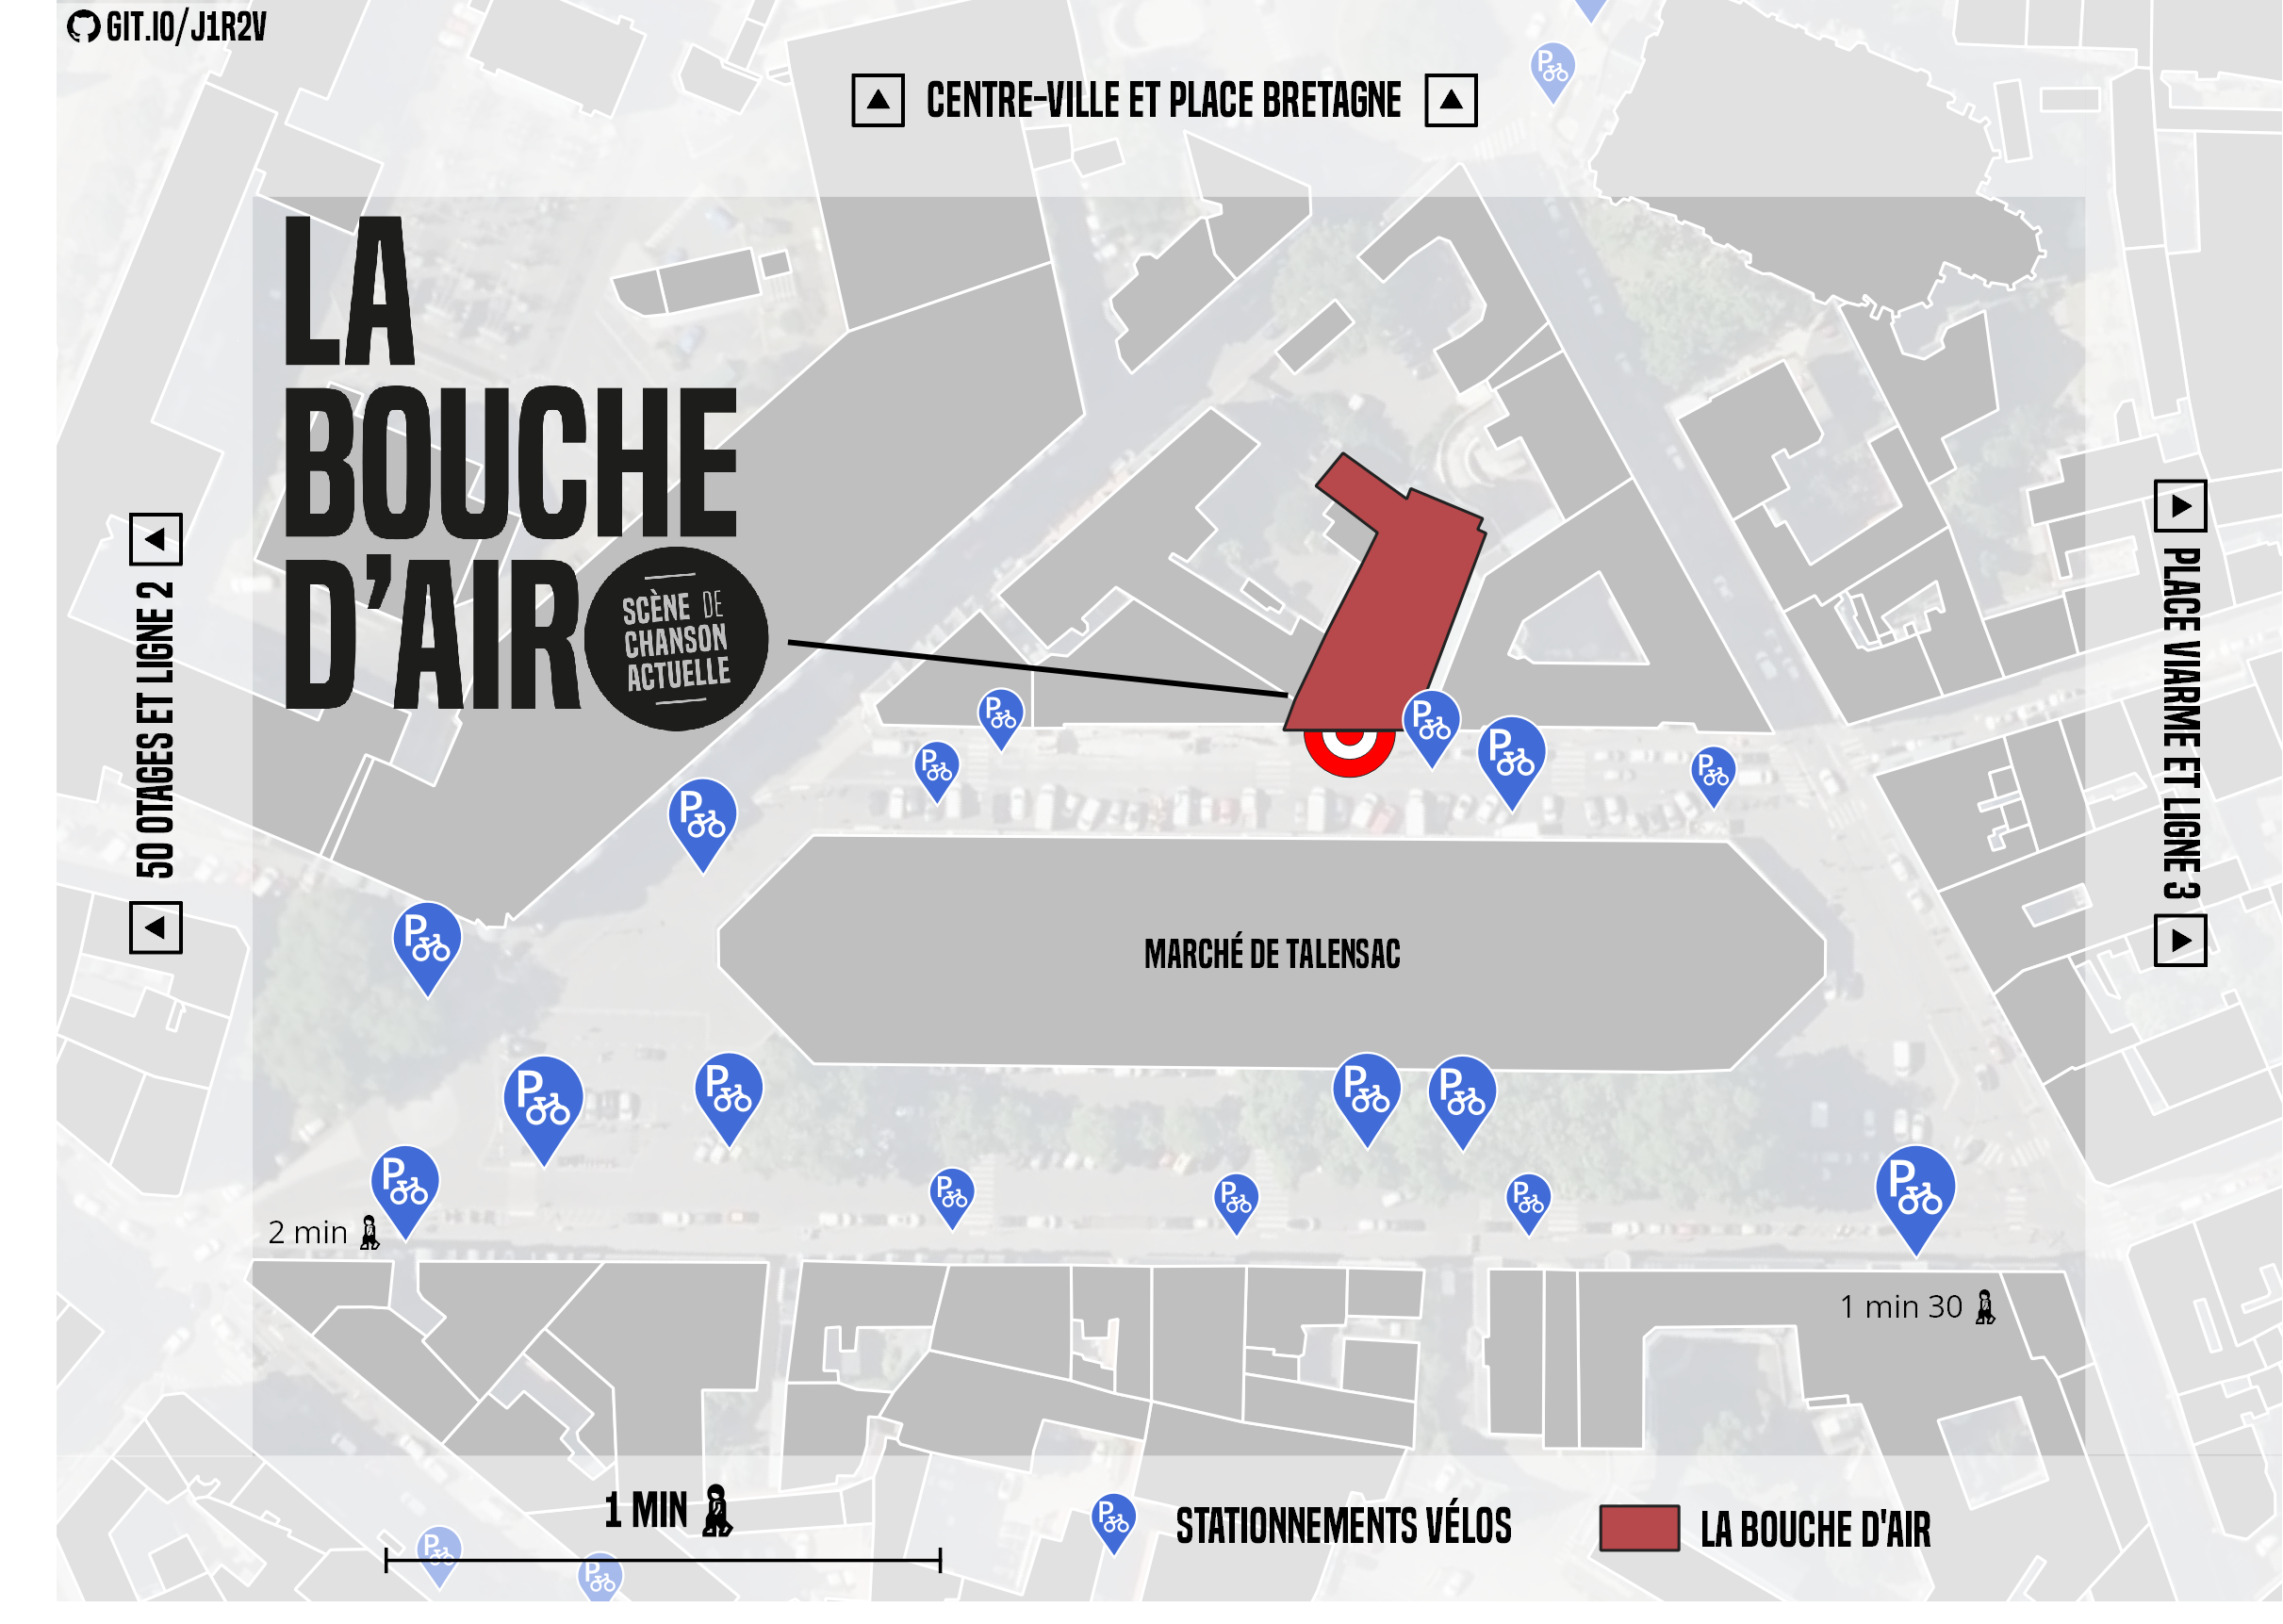 GIT.IO/J1R2V
CENTRE-VILLE ET PLACE BRETAGNE
LA
BOUCHE
D'AIR
SCÈNE DE
CHANSON
ACTUELLE
50 OTAGES ET LIGNE 2
PLACE VIARME ET LIGNE 3
P
P
P
P
P
P
P
P
MARCHÉ DE TALENSAC
P
P
P
P
P
P
P
P
P
P
2 min
1 min 30
1 MIN
P
STATIONNEMENTS VÉLOS
LA BOUCHE D'AIR
P
P